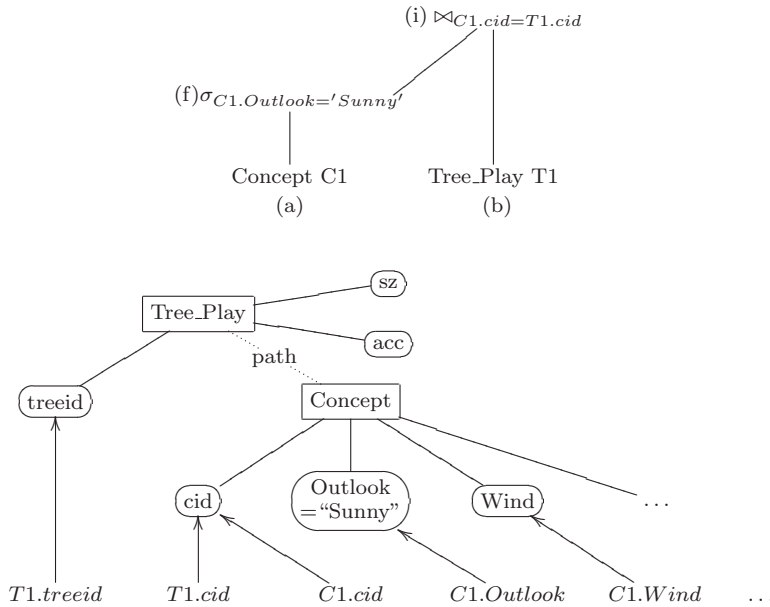 (i) ⋈C1.cid=T1.cid
(f)σC1.Outlook='Sunny'
Concept C1 Tree_Play T1
(a) (b)
sz
Tree_Play
acc
path
treeid Concept
cid Outlook ="Sunny" Wind ...
T1.treeid T1.cid C1.cid C1.Outlook C1.Wind ...